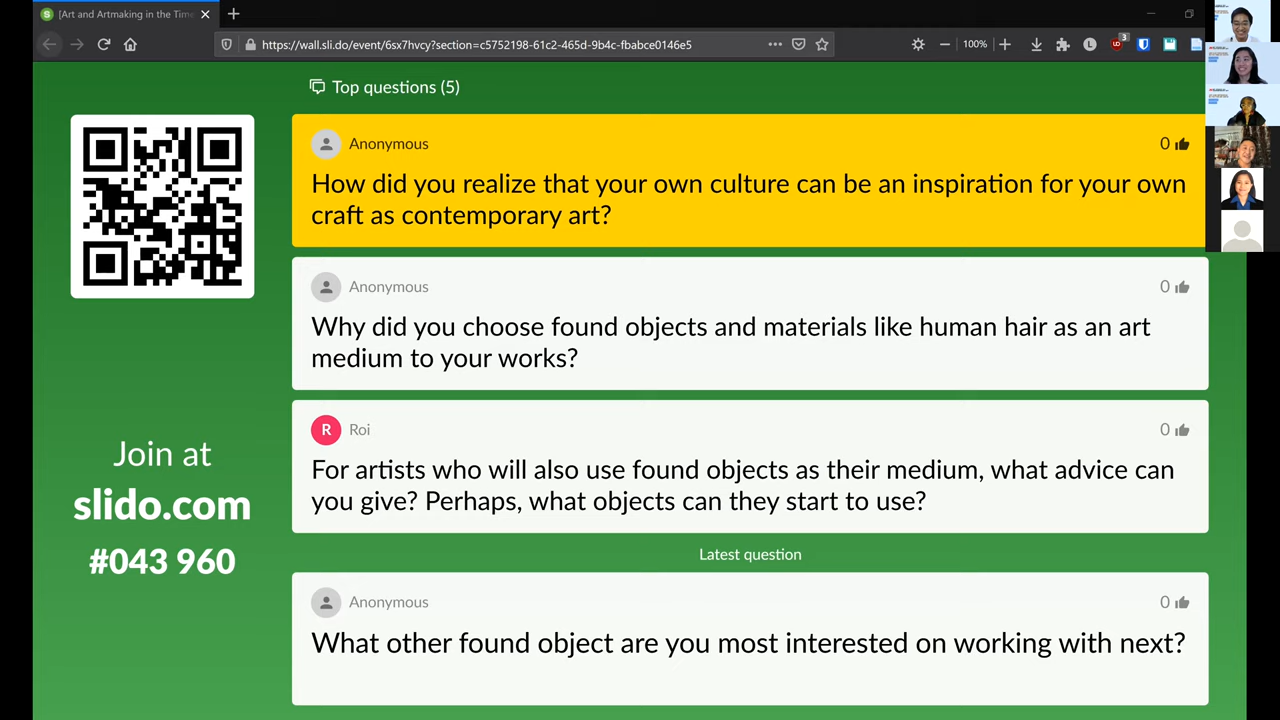 [Art and Artmaking in the Time
https://wall.sli.do/event/6sx7hvcy?section=c5752198-61c2-465d-9b4c-fbabce0146e5
100%
3
Top questions (5)
Anonymous
0
How did you realize that your own culture can be an inspiration for your own
craft as contemporary art?
Anonymous
0
Why did you choose found objects and materials like human hair as an art
medium to your works?
R
Roi
0
For artists who will also use found objects as their medium, what advice can
you give? Perhaps, what objects can they start to use?
Join at
slido.com
#043 960
Latest question
Anonymous
0
What other found object are you most interested on working with next?